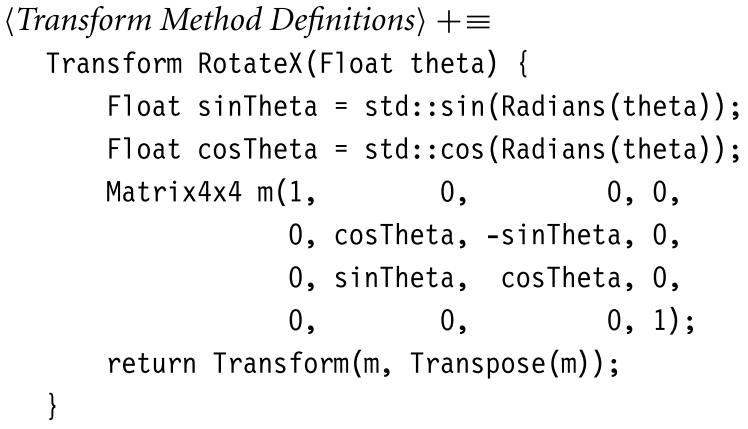 ⟨Transform Method Definitions⟩ +≡
Transform RotateX(Float theta) {
    Float sinTheta = std::sin(Radians(theta));
    Float cosTheta = std::cos(Radians(theta));
    Matrix4x4 m(1,        0,         0, 0,
                0, cosTheta, -sinTheta, 0,
                0, sinTheta,  cosTheta, 0,
                0,        0,         0, 1);
    return Transform(m, Transpose(m));
}